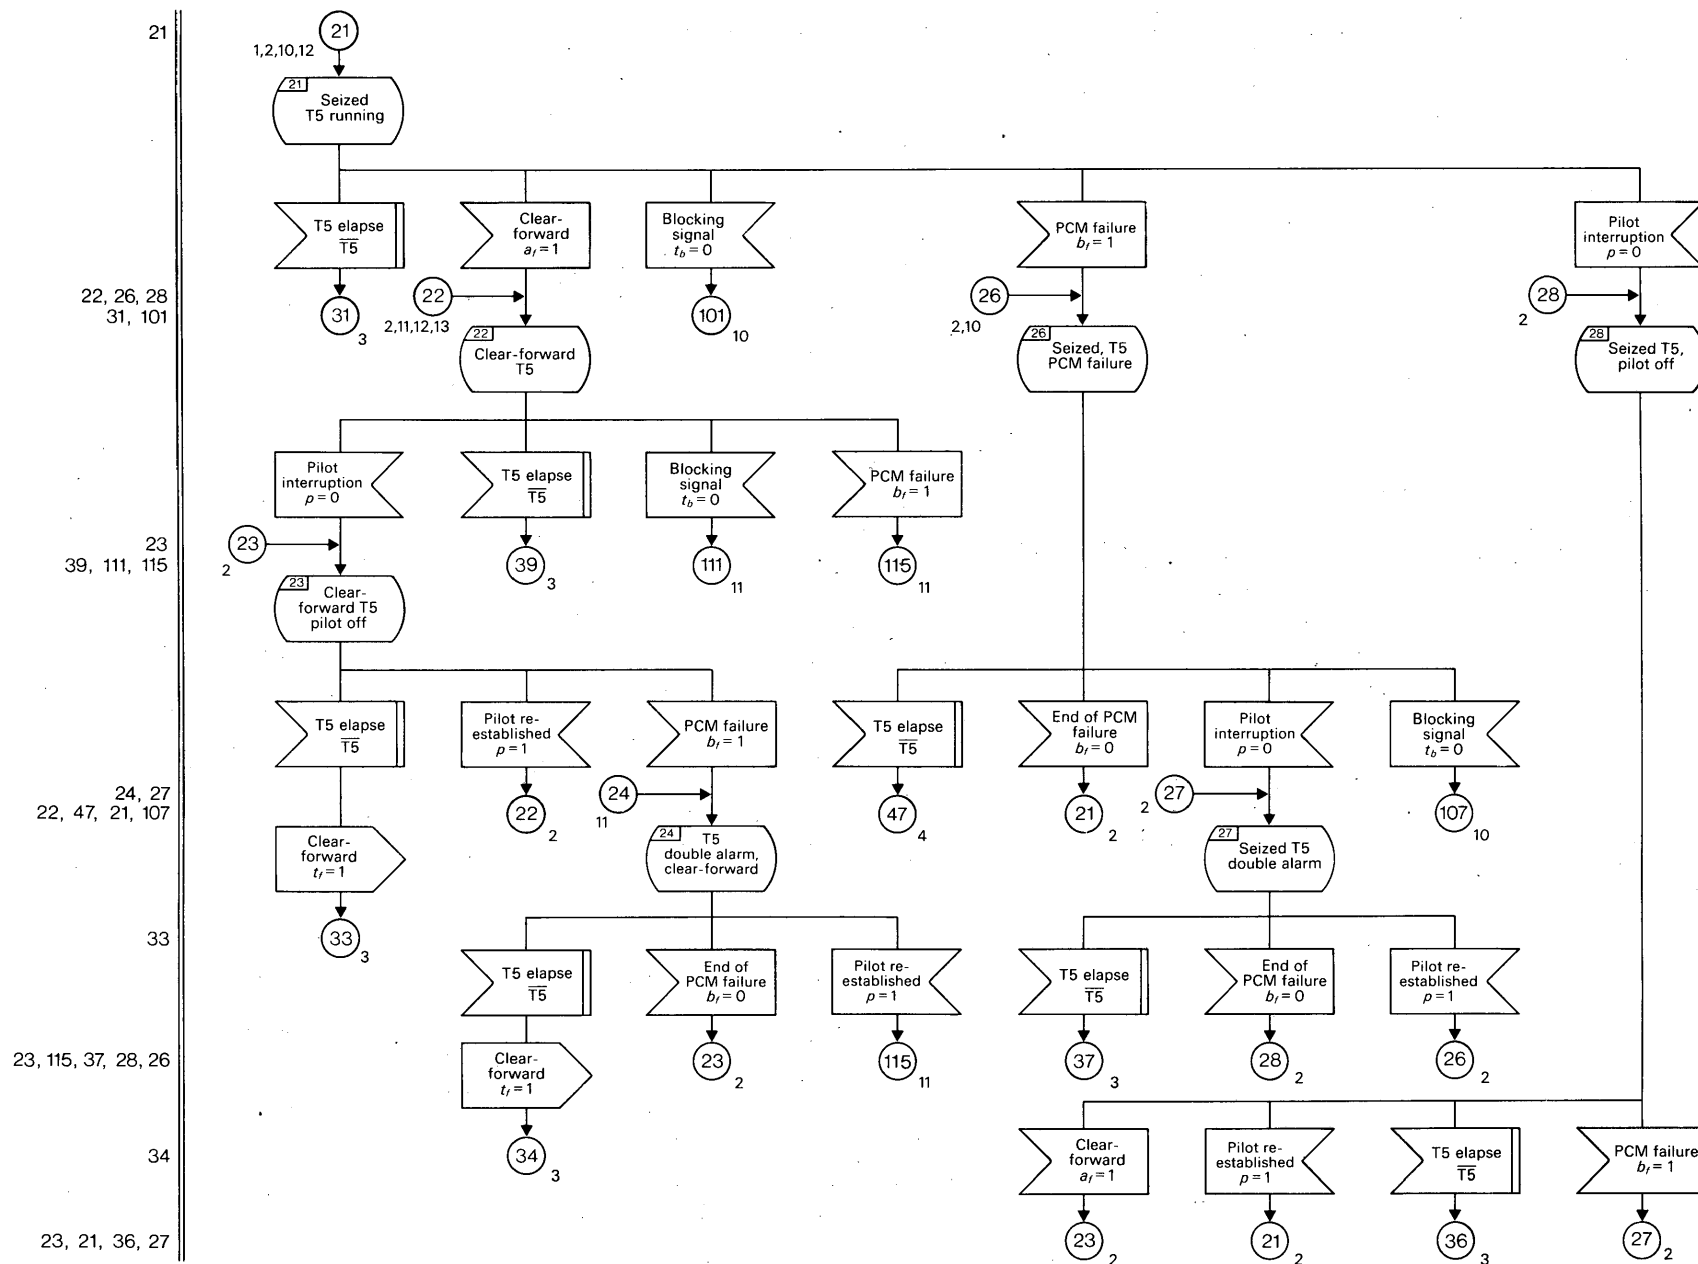 21
21
1,2,10,12
21
Seized
T5 running
T5 elapse
T5
Clear-
forward
a_f = 1
Blocking
signal
t_b = 0
PCM failure
b_f = 1
Pilot
interruption
p = 0
22, 26, 28
31, 101
31
3
22
2,11,12,13
101
10
26
2,10
28
2
22
Clear-forward
T5
26
Seized, T5
PCM failure
28
Seized T5,
pilot off
Pilot
interruption
p = 0
T5 elapse
T5
Blocking
signal
t_b = 0
PCM failure
b_f = 1
23
39, 111, 115
23
2
39
3
111
11
115
11
23
Clear-
forward T5
pilot off
T5 elapse
T5
Pilot re-
established
p = 1
PCM failure
b_f = 1
T5 elapse
T5
End of PCM
failure
b_f = 0
Pilot
interruption
p = 0
Blocking
signal
t_b = 0
24, 27
22, 47, 21, 107
22
2
24
11
47
4
21
2
27
2
107
10
Clear-
forward
t_f = 1
24
T5
double alarm,
clear-forward
27
Seized T5
double alarm
33
33
3
T5 elapse
T5
End of
PCM failure
b_f = 0
Pilot re-
established
p = 1
T5 elapse
T5
End of
PCM failure
b_f = 0
Pilot re-
established
p = 1
23, 115, 37, 28, 26
Clear-
forward
t_f = 1
23
2
115
11
37
3
28
2
26
2
34
34
3
Clear-
forward
a_f = 1
Pilot re-
established
p = 1
T5 elapse
T5
PCM failure
b_f = 1
23, 21, 36, 27
23
2
21
2
36
3
27
2